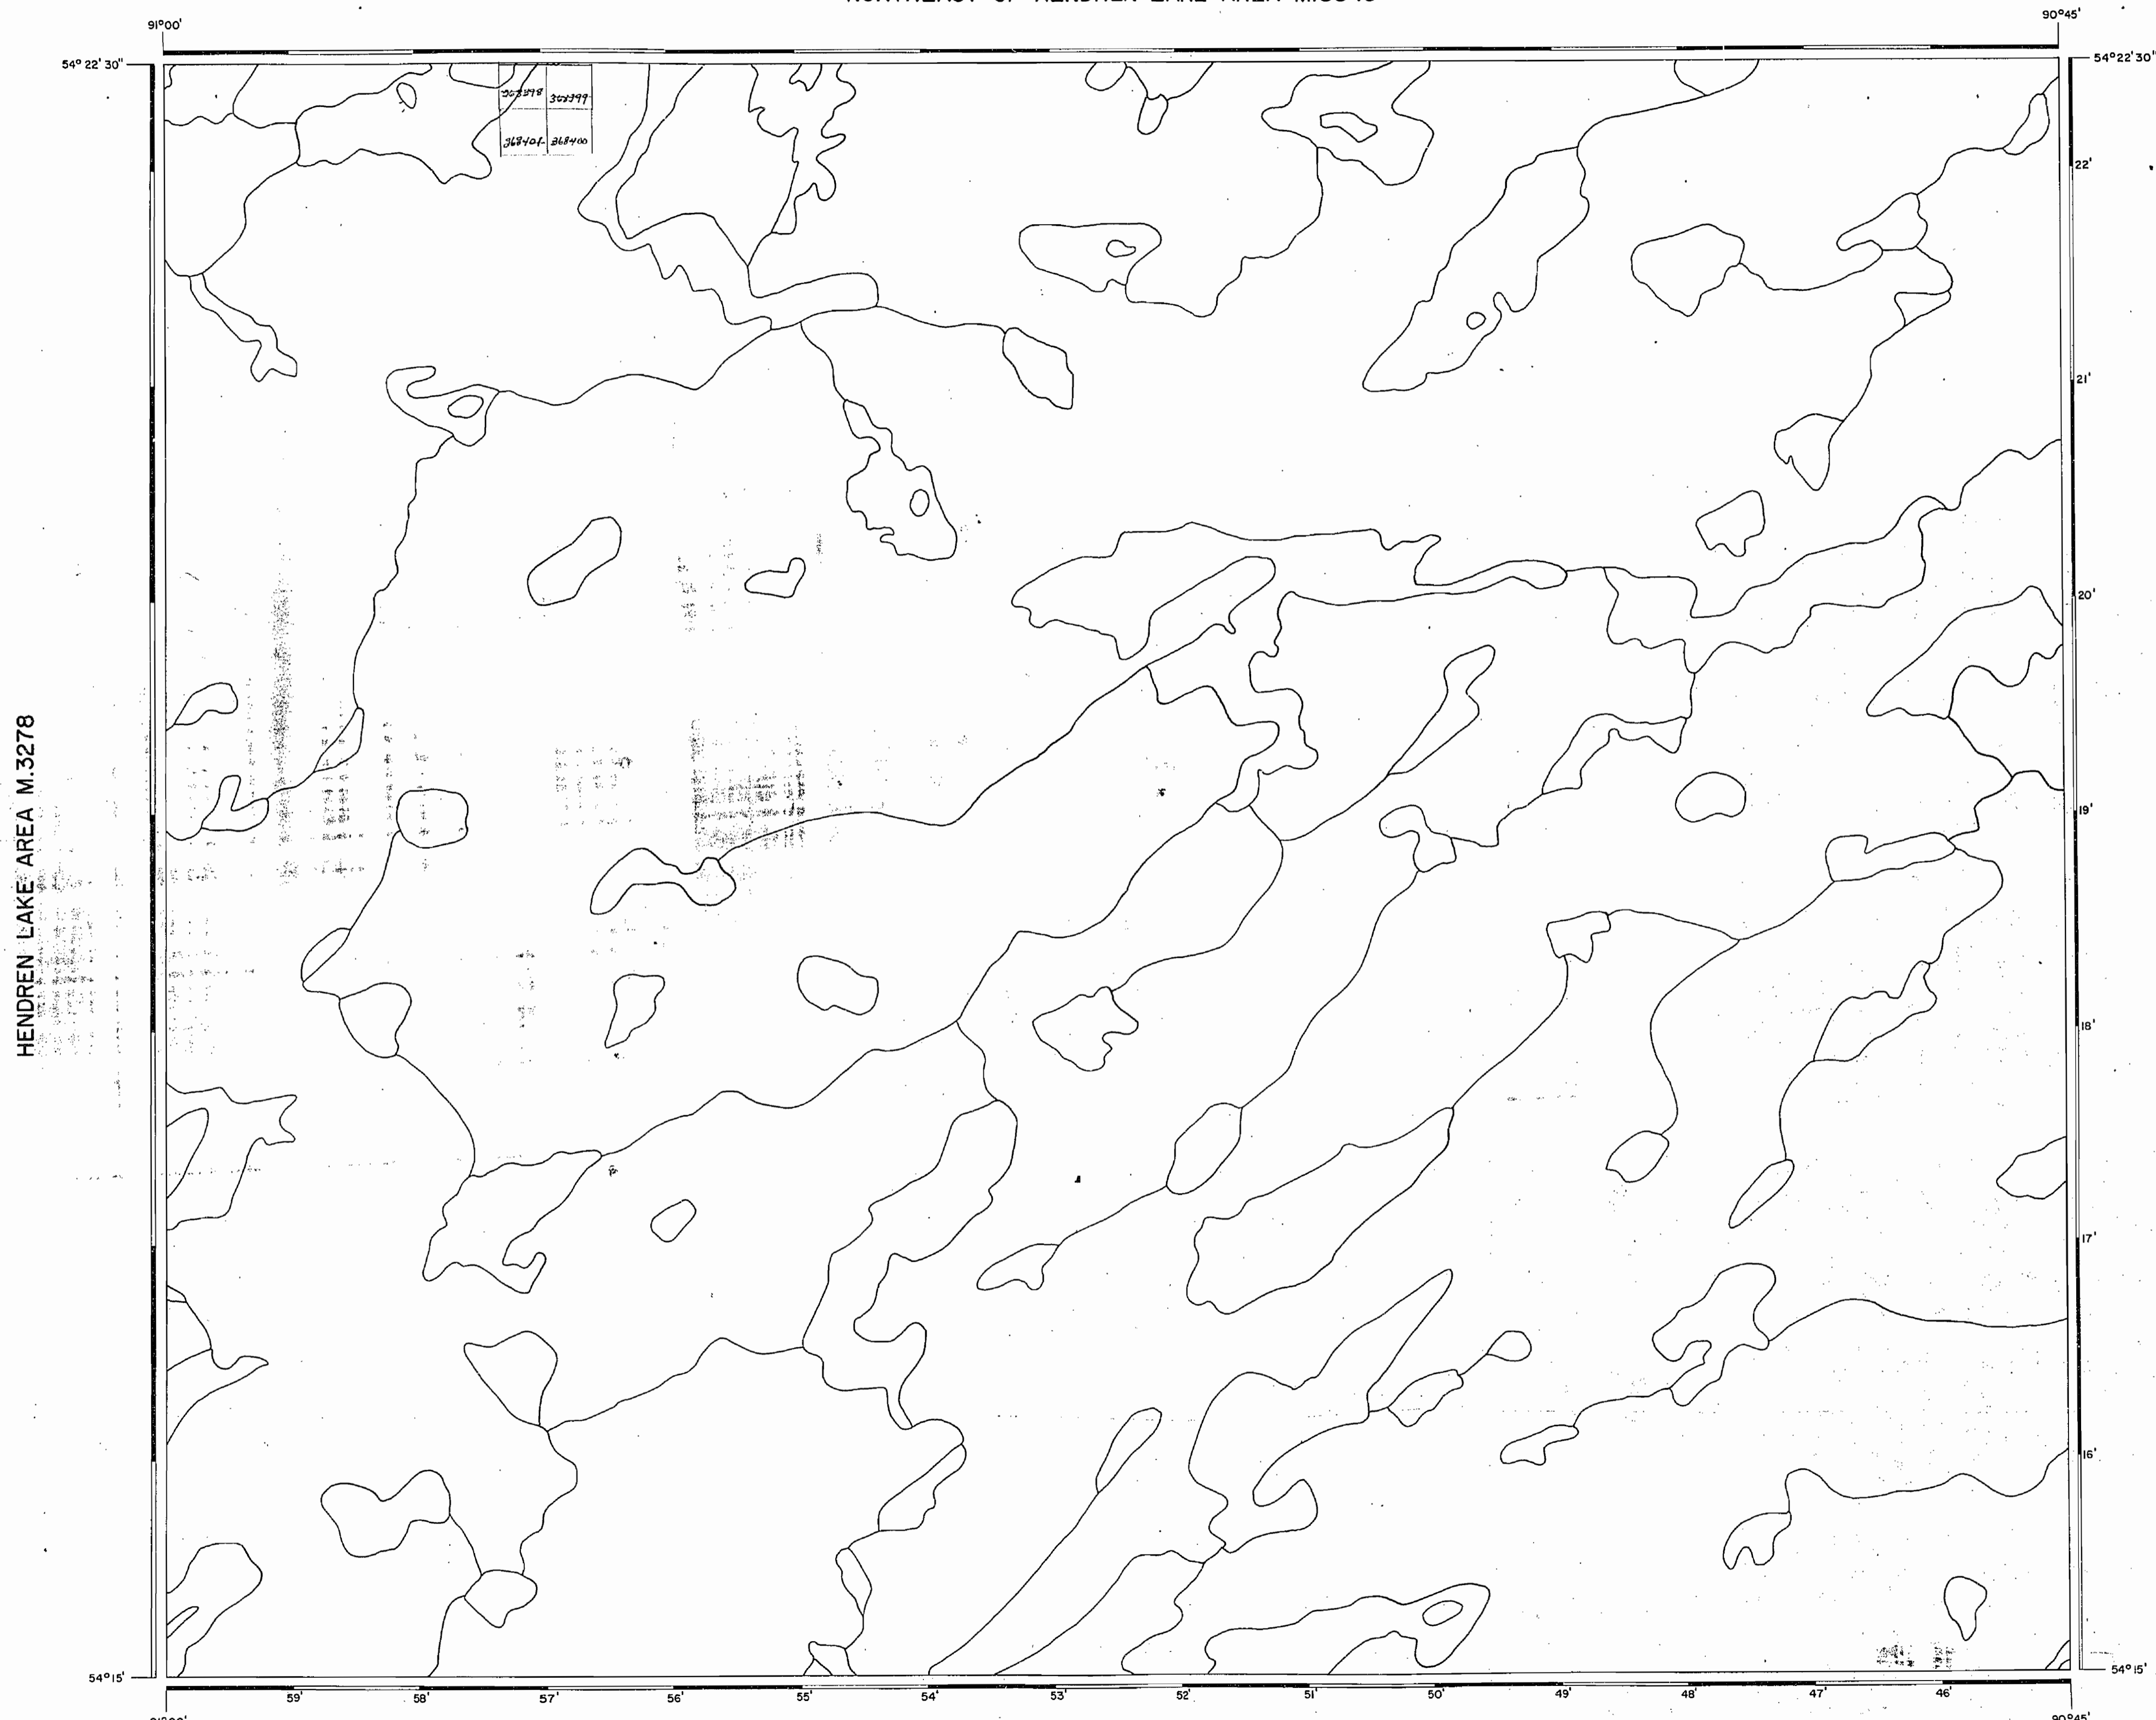 91°00' 90°45'
54° 22' 30" 54° 22' 30"
368399
368401 368400
22'
21'
20'
19'
18'
17'
16'
HENDREN LAKE AREA M.3278
54° 15' 54° 15'
59' 58' 57' 56' 55' 54' 53' 52' 51' 50' 49' 48' 47' 46'
90°45'